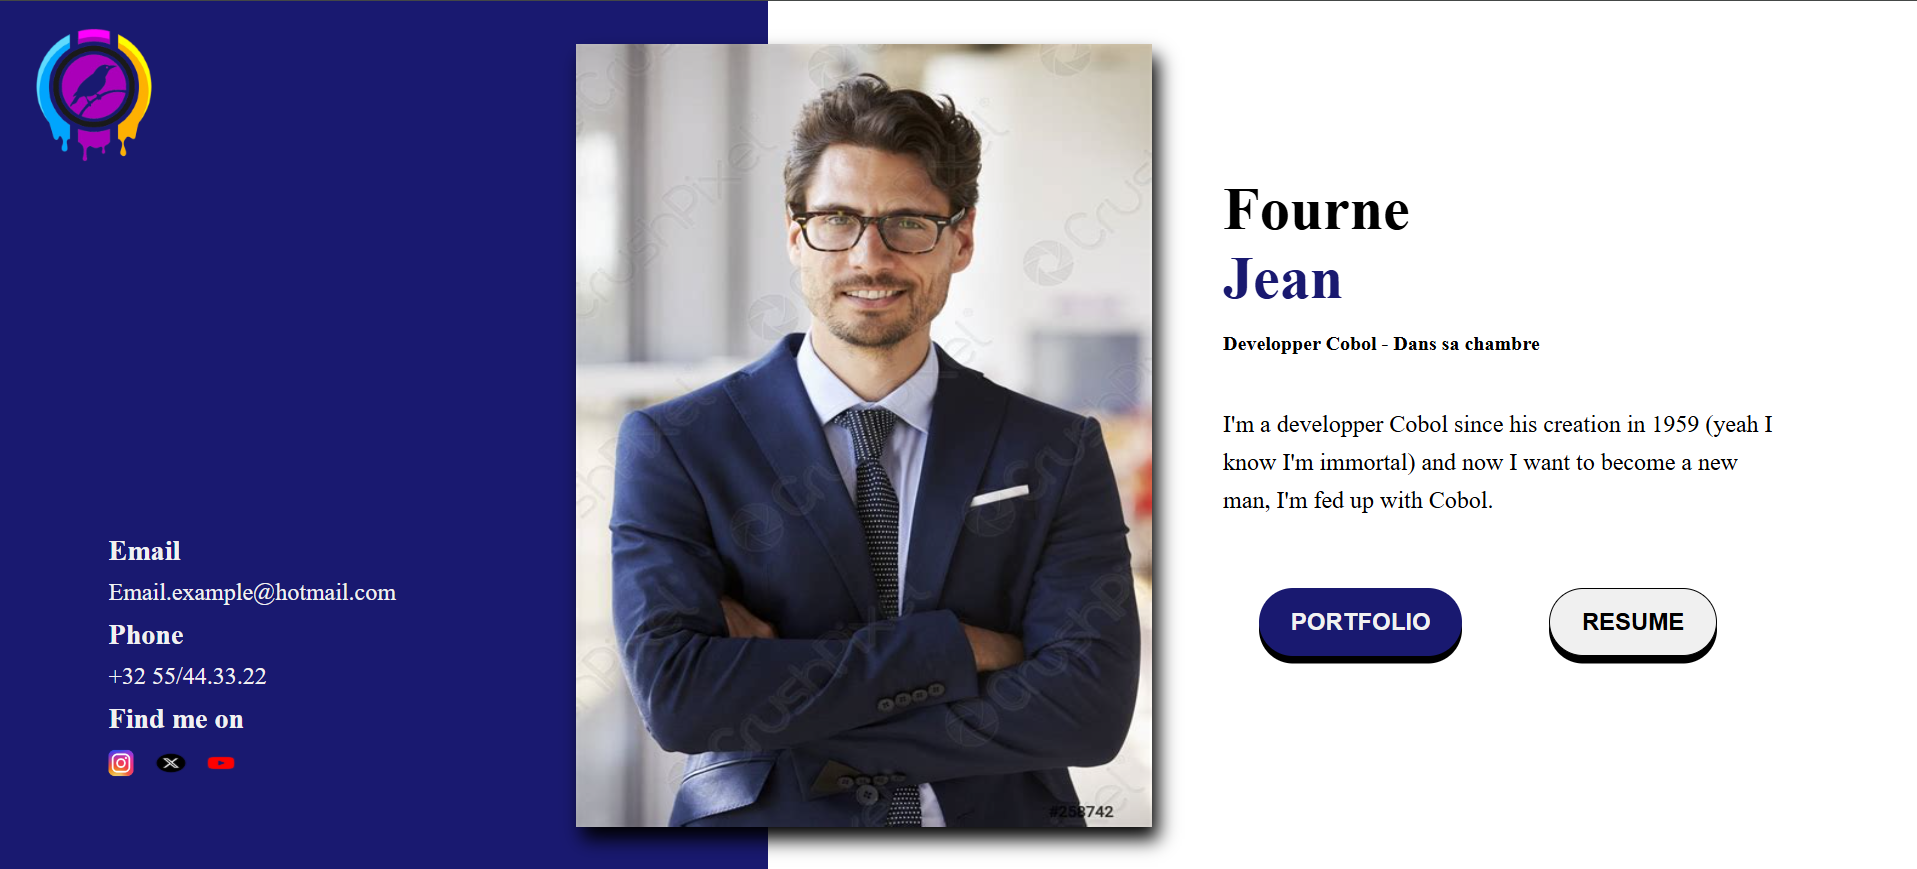 Fourne
Jean
Developper Cobol - Dans sa chambre
I'm a developper Cobol since his creation in 1959 (yeah I
know I'm immortal) and now I want to become a new
man, I'm fed up with Cobol.
PORTFOLIO
RESUME
Email
Email.example@hotmail.com
Phone
+32 55/44.33.22
Find me on
CrushPixel
#258742